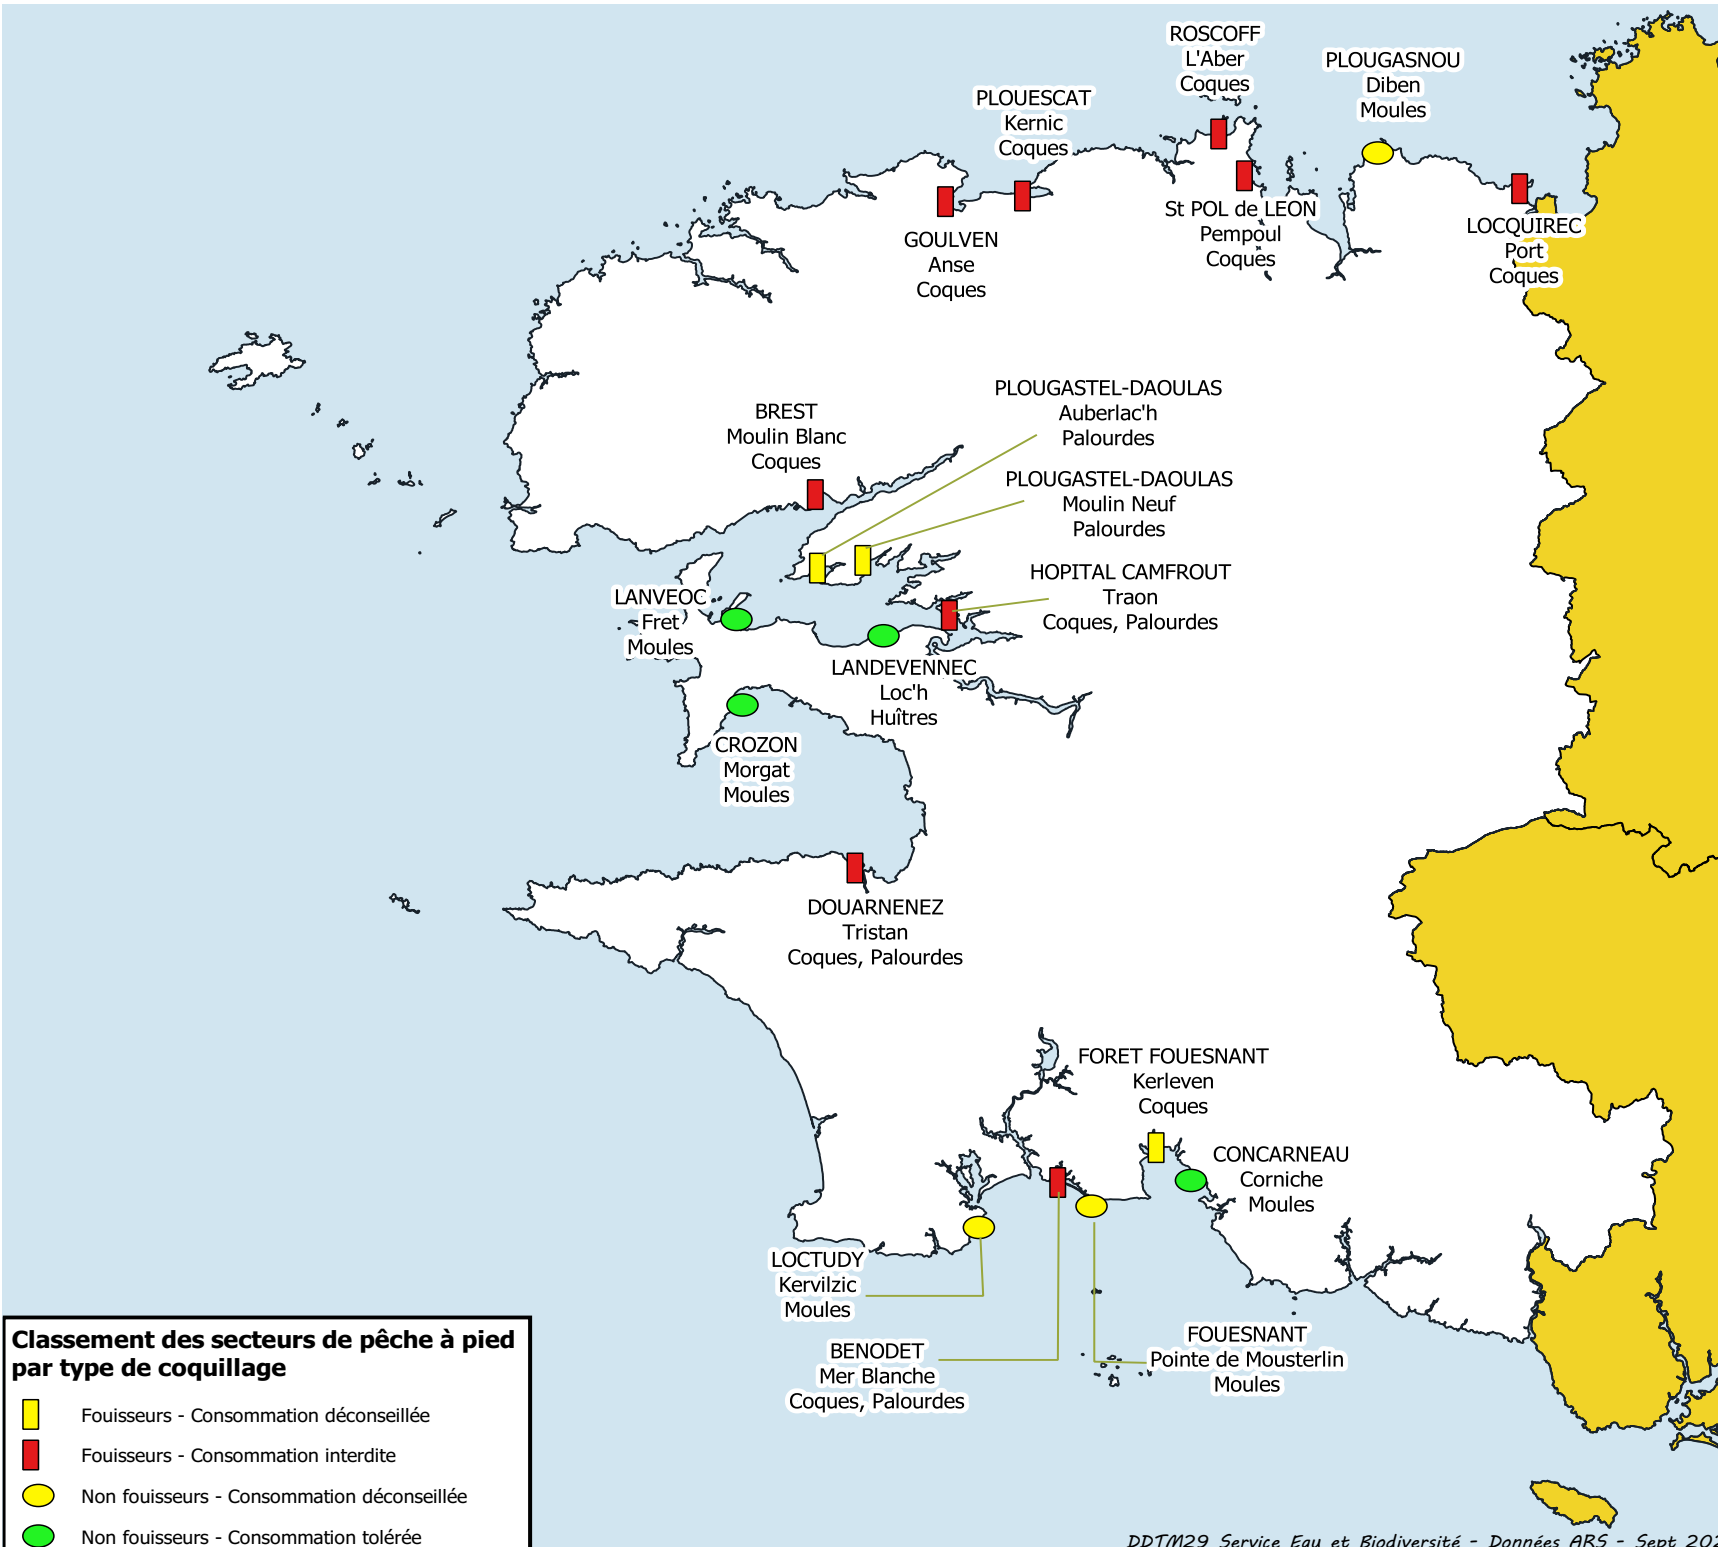 ROSCOFF
L'Aber
Coques
PLOUGASNOU
Diben
Moules
PLOUESCAT
Kernic
Coques
St POL de LEON
Pempoul
Coques
LOCQUIREC
Port
Coques
GOULVEN
Anse
Coques
PLOUGASTEL-DAOULAS
Auberlac'h
Palourdes
BREST
Moulin Blanc
Coques
PLOUGASTEL-DAOULAS
Moulin Neuf
Palourdes
HOPITAL CAMFROUT
Traon
Coques, Palourdes
LANVEOC
Fret
Moules
LANDEVENNEC
Loc'h
Huîtres
CROZON
Morgat
Moules
DOUARNENEZ
Tristan
Coques, Palourdes
FORET FOUESNANT
Kerleven
Coques
CONCARNEAU
Corniche
Moules
LOCTUDY
Kervilzic
Moules
BENODET
Mer Blanche
Coques, Palourdes
FOUESNANT
Pointe de Mousterlin
Moules
Classement des secteurs de pêche à pied
par type de coquillage
Fouisseurs - Consommation déconseillée
Fouisseurs - Consommation interdite
Non fouisseurs - Consommation déconseillée
Non fouisseurs - Consommation tolérée
DDTM29 Service Eau et Biodiversité - Données ARS - Sept